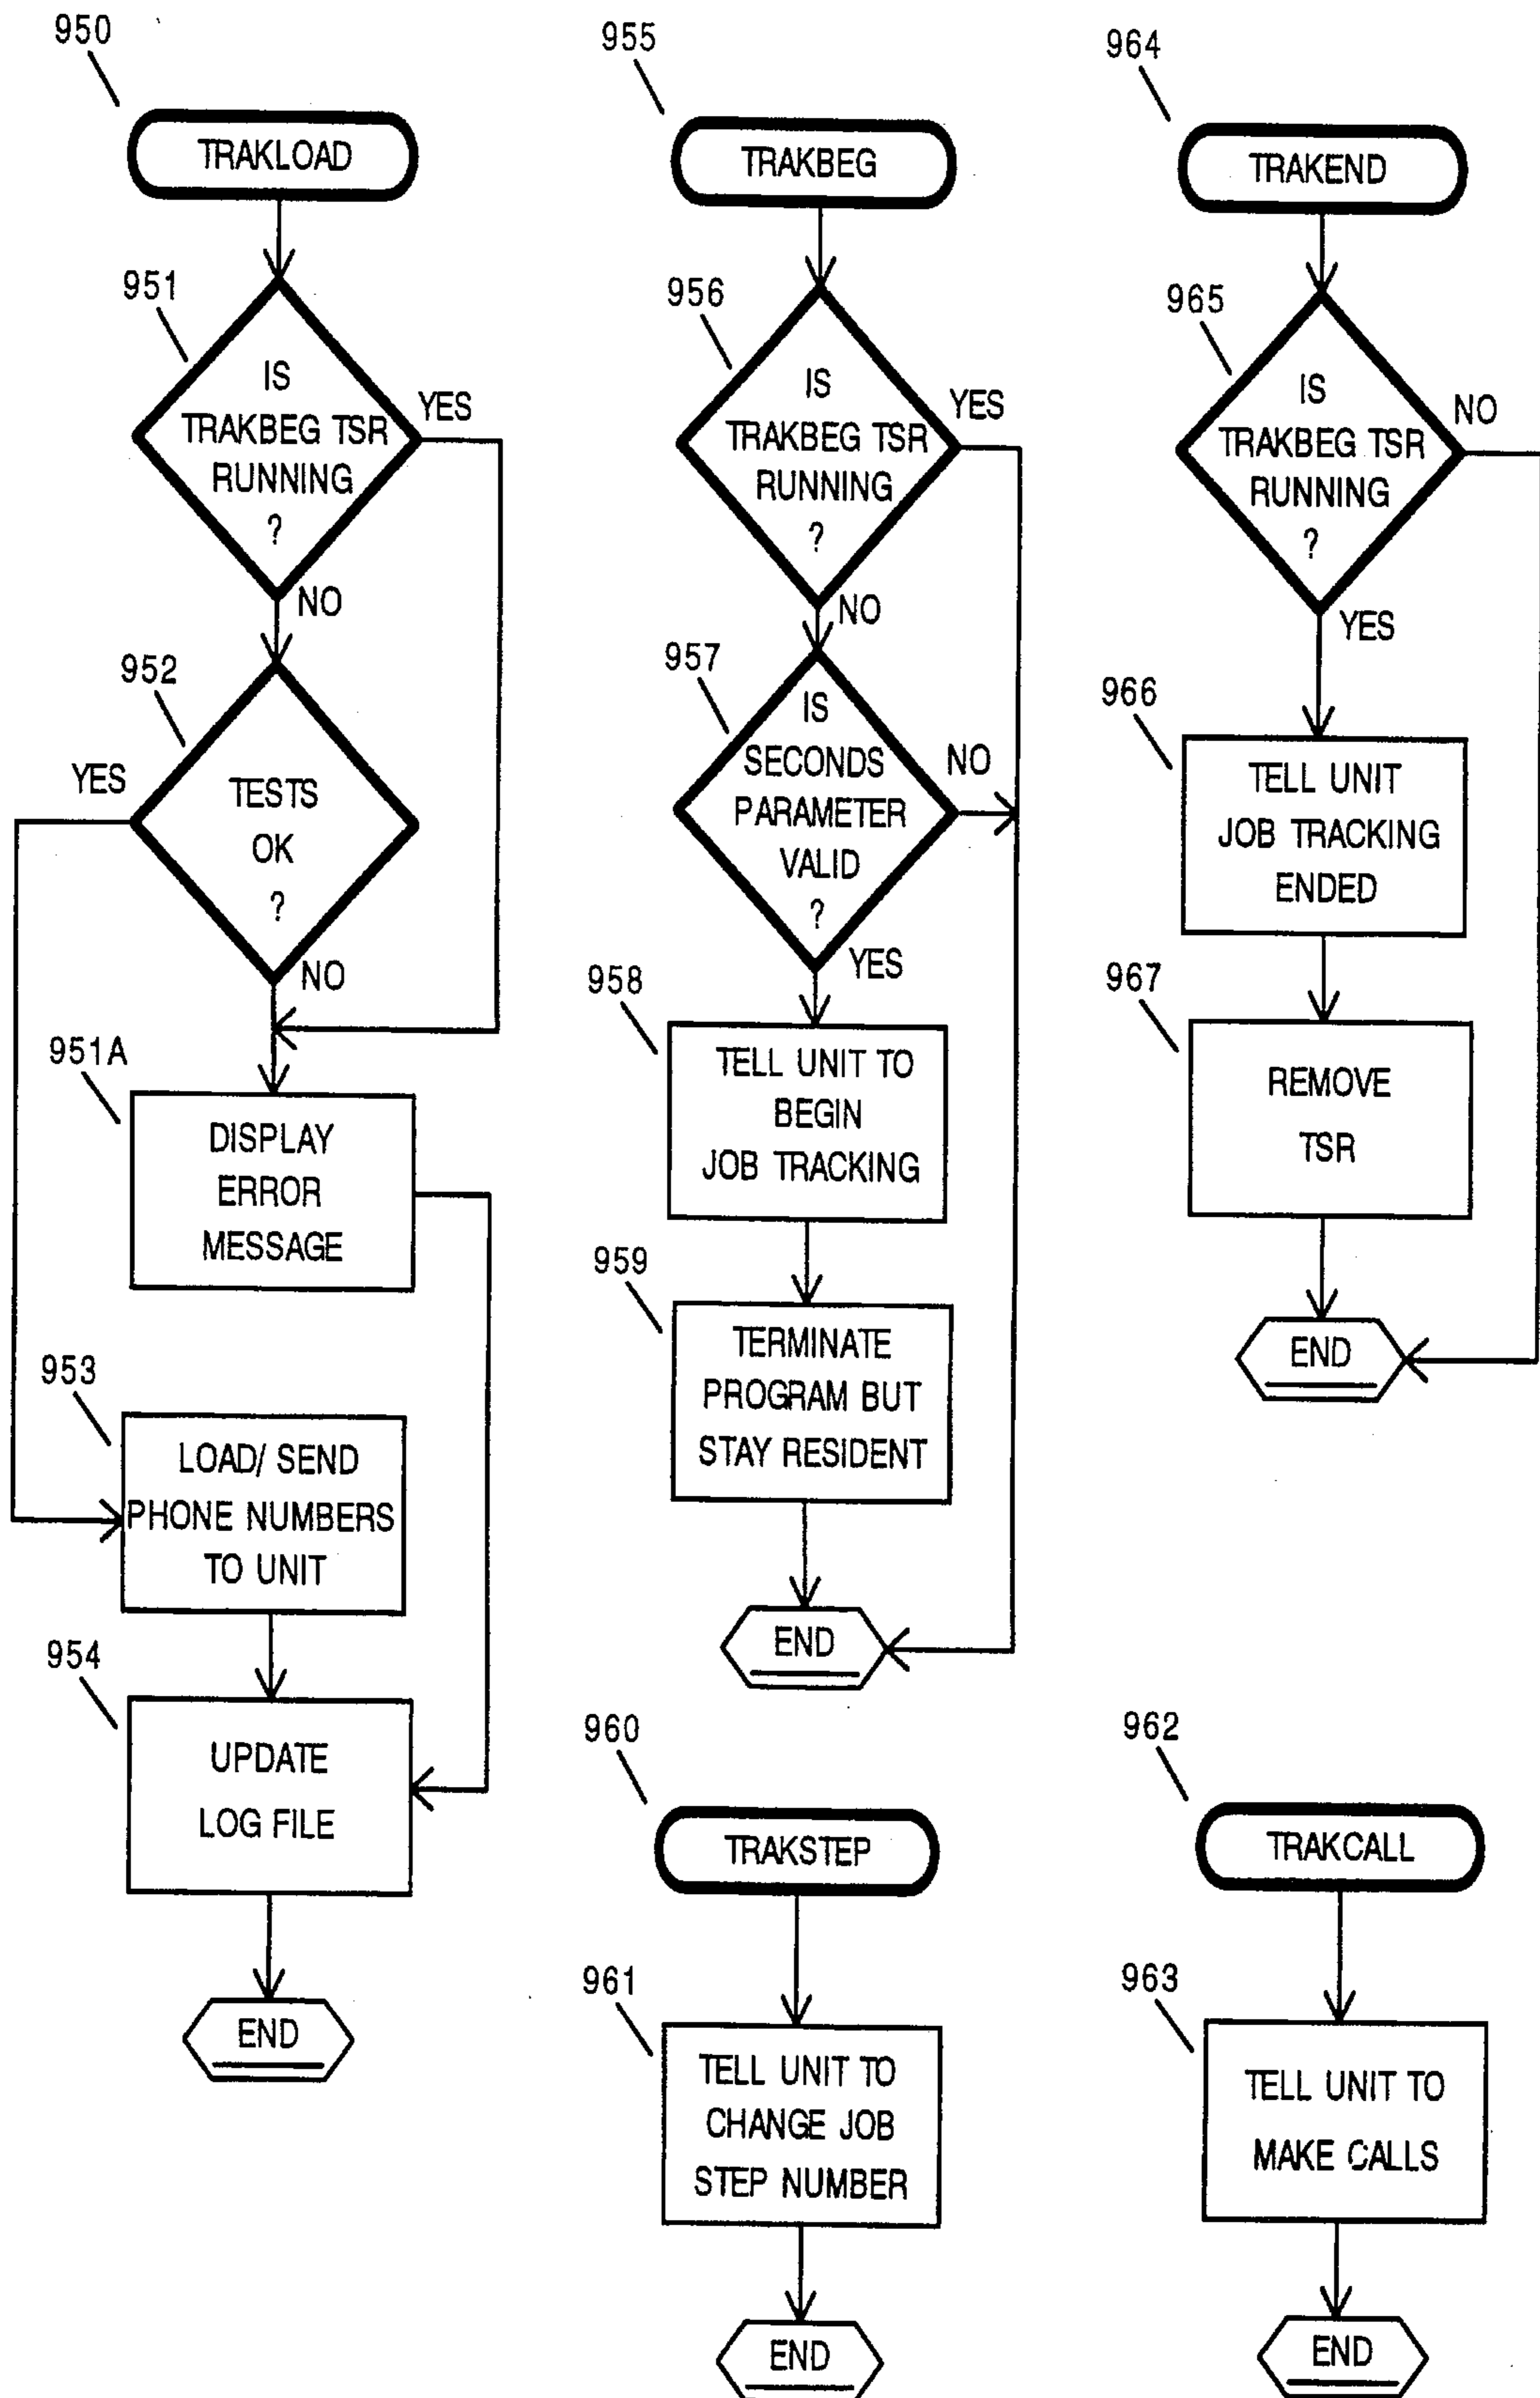 950
TRAKLOAD
951
IS
TRAKBEG TSR
RUNNING
?
YES
NO
952
YES
TESTS
OK
?
NO
951A
DISPLAY
ERROR
MESSAGE
953
LOAD/ SEND
PHONE NUMBERS
TO UNIT
954
UPDATE
LOG FILE
END
955
TRAKBEG
956
IS
TRAKBEG TSR
RUNNING
?
YES
NO
957
IS
SECONDS
PARAMETER
VALID
?
NO
YES
958
TELL UNIT TO
BEGIN
JOB TRACKING
959
TERMINATE
PROGRAM BUT
STAY RESIDENT
END
964
TRAKEND
965
IS
TRAKBEG TSR
RUNNING
?
NO
YES
966
TELL UNIT
JOB TRACKING
ENDED
967
REMOVE
TSR
END
960
TRAKSTEP
961
TELL UNIT TO
CHANGE JOB
STEP NUMBER
END
962
TRAKCALL
963
TELL UNIT TO
MAKE CALLS
END